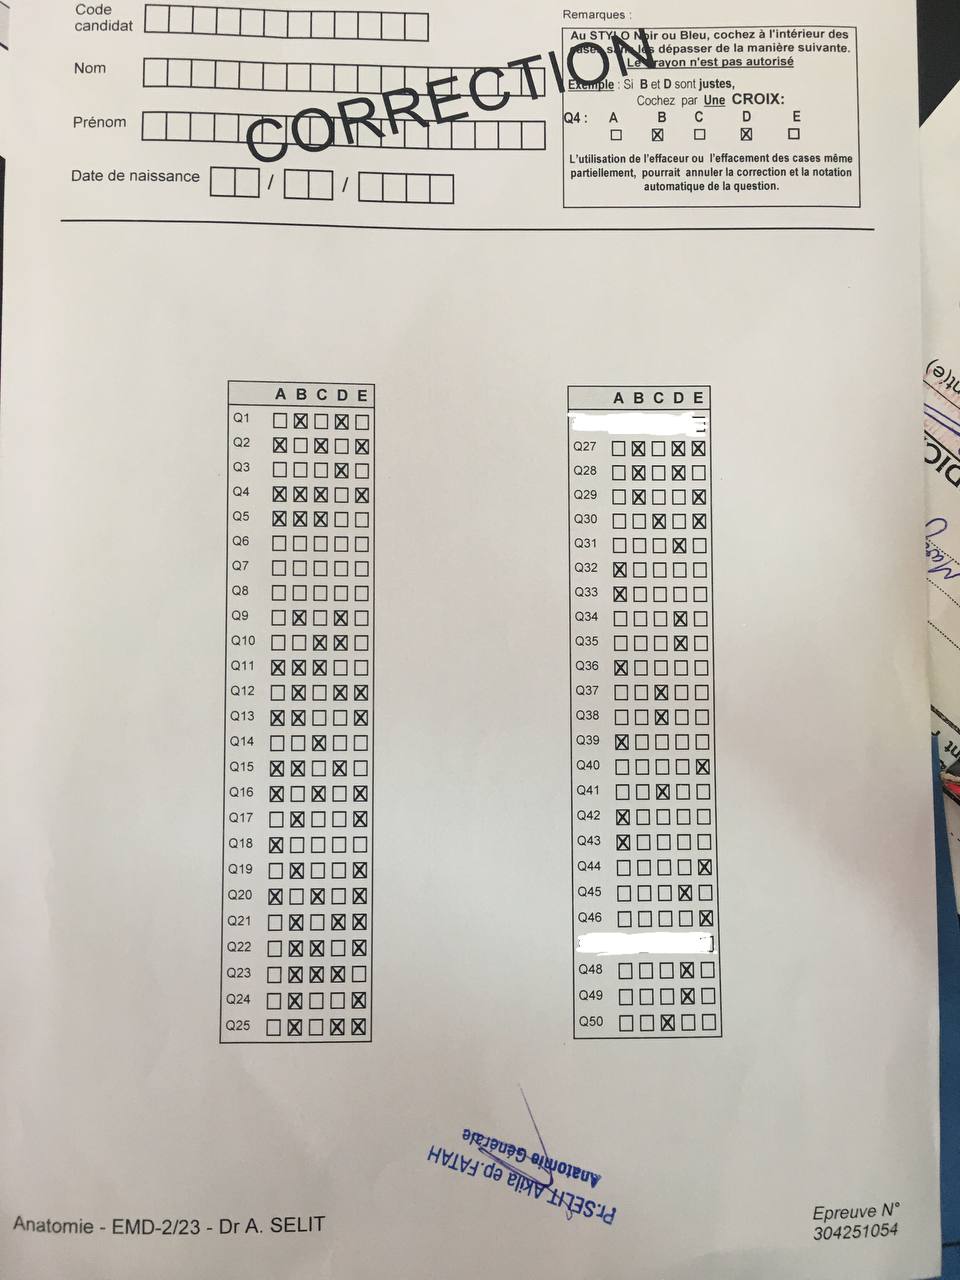 Code
candidat
Nom
Prénom
Date de naissance / /
CORRECTION
Remarques :
Au STYLO Noir ou Bleu, cochez à l'intérieur des
cases sans les dépasser de la manière suivante.
Le crayon n'est pas autorisé
Exemple : Si B et D sont justes,
Cochez par Une CROIX:
Q4 : A B C D E
☐ ☒ ☐ ☒ ☐
L'utilisation de l'effaceur ou l'effacement des cases même
partiellement, pourrait annuler la correction et la notation
automatique de la question.
A B C D E
Q1 ☐ ☒ ☐ ☒ ☐
Q2 ☒ ☐ ☒ ☐ ☒
Q3 ☐ ☐ ☐ ☒ ☐
Q4 ☒ ☒ ☒ ☐ ☒
Q5 ☒ ☒ ☒ ☐ ☐
Q6 ☐ ☐ ☐ ☐ ☐
Q7 ☐ ☐ ☐ ☐ ☐
Q8 ☐ ☐ ☐ ☐ ☐
Q9 ☐ ☒ ☐ ☒ ☐
Q10 ☐ ☐ ☒ ☒ ☐
Q11 ☒ ☒ ☒ ☐ ☐
Q12 ☐ ☒ ☐ ☒ ☒
Q13 ☒ ☒ ☐ ☐ ☒
Q14 ☐ ☐ ☒ ☐ ☐
Q15 ☒ ☒ ☐ ☒ ☐
Q16 ☒ ☐ ☒ ☐ ☒
Q17 ☐ ☒ ☐ ☐ ☒
Q18 ☒ ☐ ☐ ☐ ☐
Q19 ☐ ☒ ☐ ☐ ☒
Q20 ☒ ☐ ☒ ☐ ☒
Q21 ☐ ☒ ☐ ☒ ☒
Q22 ☐ ☒ ☒ ☐ ☒
Q23 ☐ ☒ ☒ ☒ ☐
Q24 ☐ ☒ ☐ ☐ ☒
Q25 ☐ ☒ ☐ ☒ ☒
A B C D E
Q27 ☐ ☒ ☐ ☒ ☒
Q28 ☐ ☒ ☐ ☒ ☐
Q29 ☐ ☒ ☐ ☐ ☒
Q30 ☐ ☐ ☒ ☐ ☒
Q31 ☐ ☐ ☐ ☒ ☐
Q32 ☒ ☐ ☐ ☐ ☐
Q33 ☒ ☐ ☐ ☐ ☐
Q34 ☐ ☐ ☐ ☒ ☐
Q35 ☐ ☐ ☐ ☒ ☐
Q36 ☒ ☐ ☐ ☐ ☐
Q37 ☐ ☐ ☒ ☐ ☐
Q38 ☐ ☐ ☒ ☐ ☐
Q39 ☒ ☐ ☐ ☐ ☐
Q40 ☐ ☐ ☐ ☐ ☒
Q41 ☐ ☐ ☒ ☐ ☐
Q42 ☒ ☐ ☐ ☐ ☐
Q43 ☒ ☐ ☐ ☐ ☐
Q44 ☐ ☐ ☐ ☐ ☒
Q45 ☐ ☐ ☐ ☒ ☐
Q46 ☐ ☐ ☐ ☐ ☒
Q48 ☐ ☐ ☐ ☒ ☐
Q49 ☐ ☐ ☐ ☒ ☐
Q50 ☐ ☐ ☒ ☐ ☐
Pr.SELIT Akila ep.FATAH
Anatomie Générale
Anatomie - EMD-2/23 - Dr A. SELIT
Epreuve N°
304251054